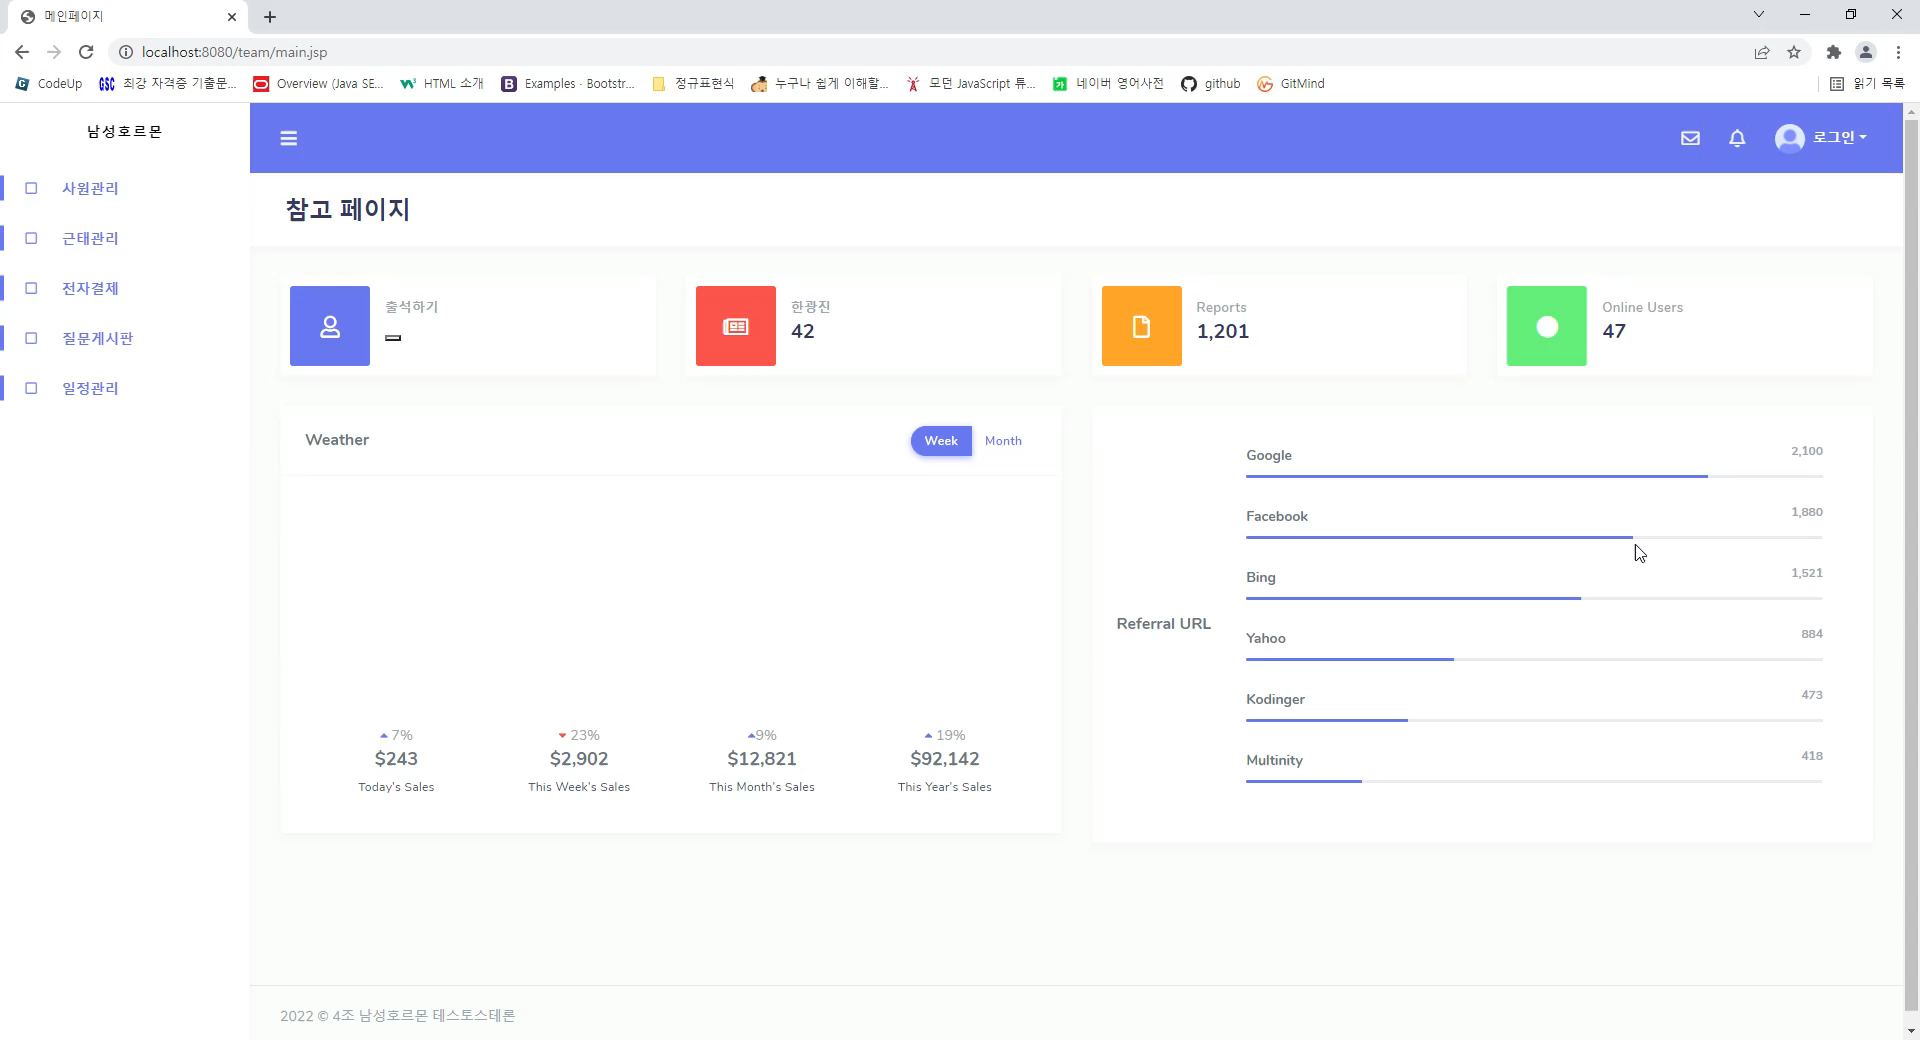 메인페이지
localhost:8080/team/main.jsp
CodeUp
GSC 최강 자격증 기출문...
Overview (Java SE...
HTML 소개
B Examples · Bootstr...
정규표현식
누구나 쉽게 이해할...
모던 JavaScript 튜...
네이버 영어사전
github
GitMind
읽기 목록
남성호르몬
로그인
사원관리
근태관리
전자결제
질문게시판
일정관리
참고 페이지
출석하기
한광진
42
Reports
1,201
Online Users
47
Weather
Week
Month
7%
$243
Today's Sales
23%
$2,902
This Week's Sales
9%
$12,821
This Month's Sales
19%
$92,142
This Year's Sales
Referral URL
Google 2,100
Facebook 1,880
Bing 1,521
Yahoo 884
Kodinger 473
Multinity 418
2022 © 4조 남성호르몬 테스토스테론